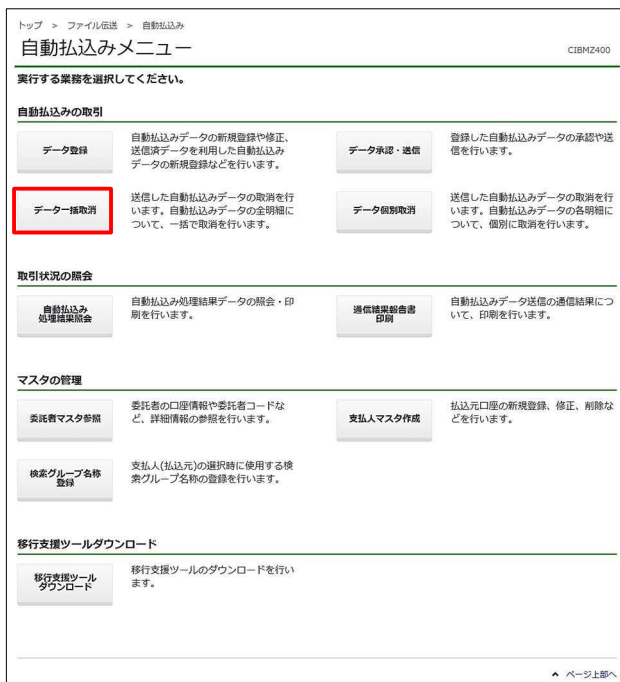 トップ > ファイル伝送 > 自動払込み
自動払込みメニュー
CIBMZ400
実行する業務を選択してください。
自動払込みの取引
データ登録
自動払込みデータの新規登録や修正、
送信済データを利用した自動払込み
データの新規登録などを行います。
データ承認・送信
登録した自動払込みデータの承認や送
信を行います。
データ一括取消
送信した自動払込みデータの取消を行
います。自動払込みデータの全明細に
ついて、一括で取消を行います。
データ個別取消
送信した自動払込みデータの取消を行
います。自動払込みデータの各明細に
ついて、個別に取消を行います。
取引状況の照会
自動払込み
処理結果照会
自動払込み処理結果データの照会・印
刷を行います。
通信結果報告書
印刷
自動払込みデータ送信の通信結果につ
いて、印刷を行います。
マスタの管理
委託者マスタ参照
委託者の口座情報や委託者コードな
ど、詳細情報の参照を行います。
支払人マスタ作成
払込元口座の新規登録、修正、削除な
どを行います。
検索グループ名称
登録
支払人(払込元)の選択時に使用する検
索グループ名称の登録を行います。
移行支援ツールダウンロード
移行支援ツール
ダウンロード
移行支援ツールのダウンロードを行い
ます。
ページ上部へ